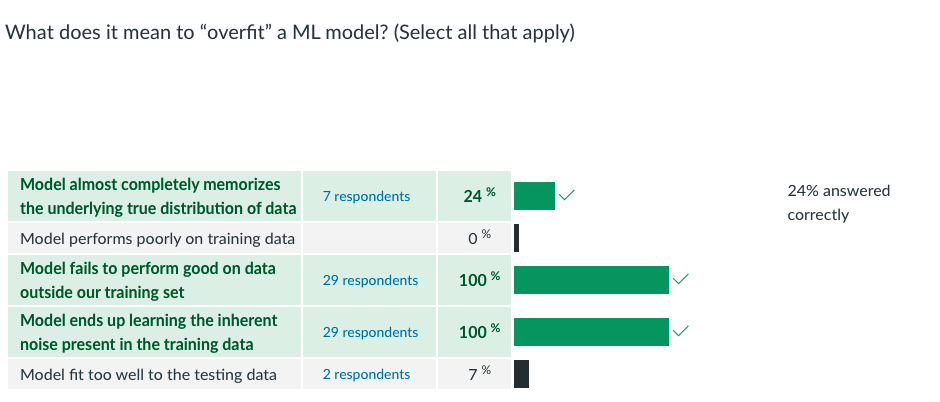 What does it mean to “overfit” a ML model? (Select all that apply)
Model almost completely memorizes
the underlying true distribution of data
7 respondents
24 %
24% answered
correctly
Model performs poorly on training data
0 %
Model fails to perform good on data
outside our training set
29 respondents
100 %
Model ends up learning the inherent
noise present in the training data
29 respondents
100 %
Model fit too well to the testing data
2 respondents
7 %